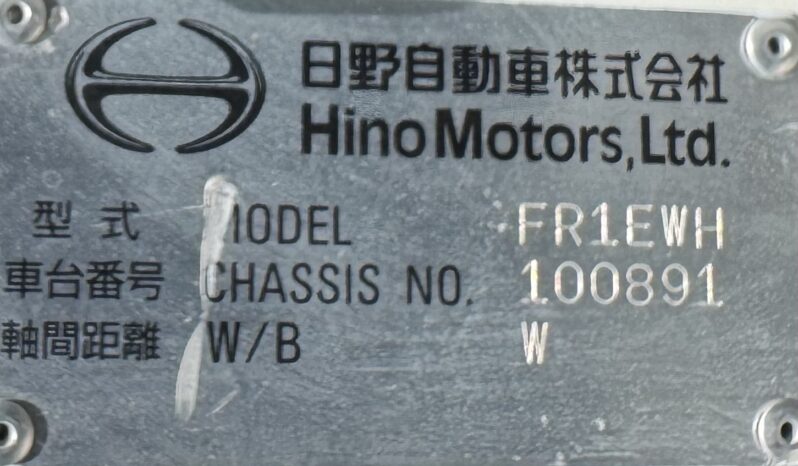 日野自動車株式会社
Hino Motors, Ltd.
型式 MODEL FR1EWH
車台番号 CHASSIS NO. 100891
軸間距離 W/B W